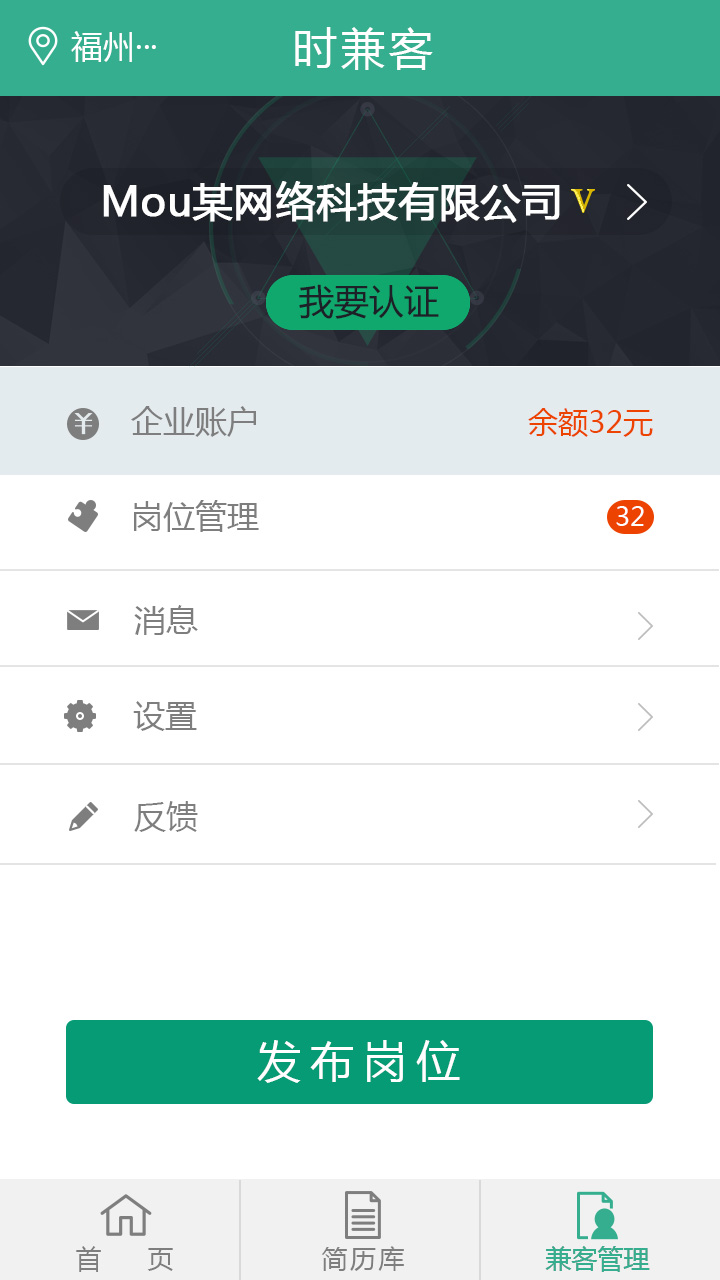 福州···
时兼客
Mou某网络科技有限公司 V
我要认证
企业账户 余额32元
岗位管理 32
消息
设置
反馈
发布岗位
首 页 简历库 兼客管理